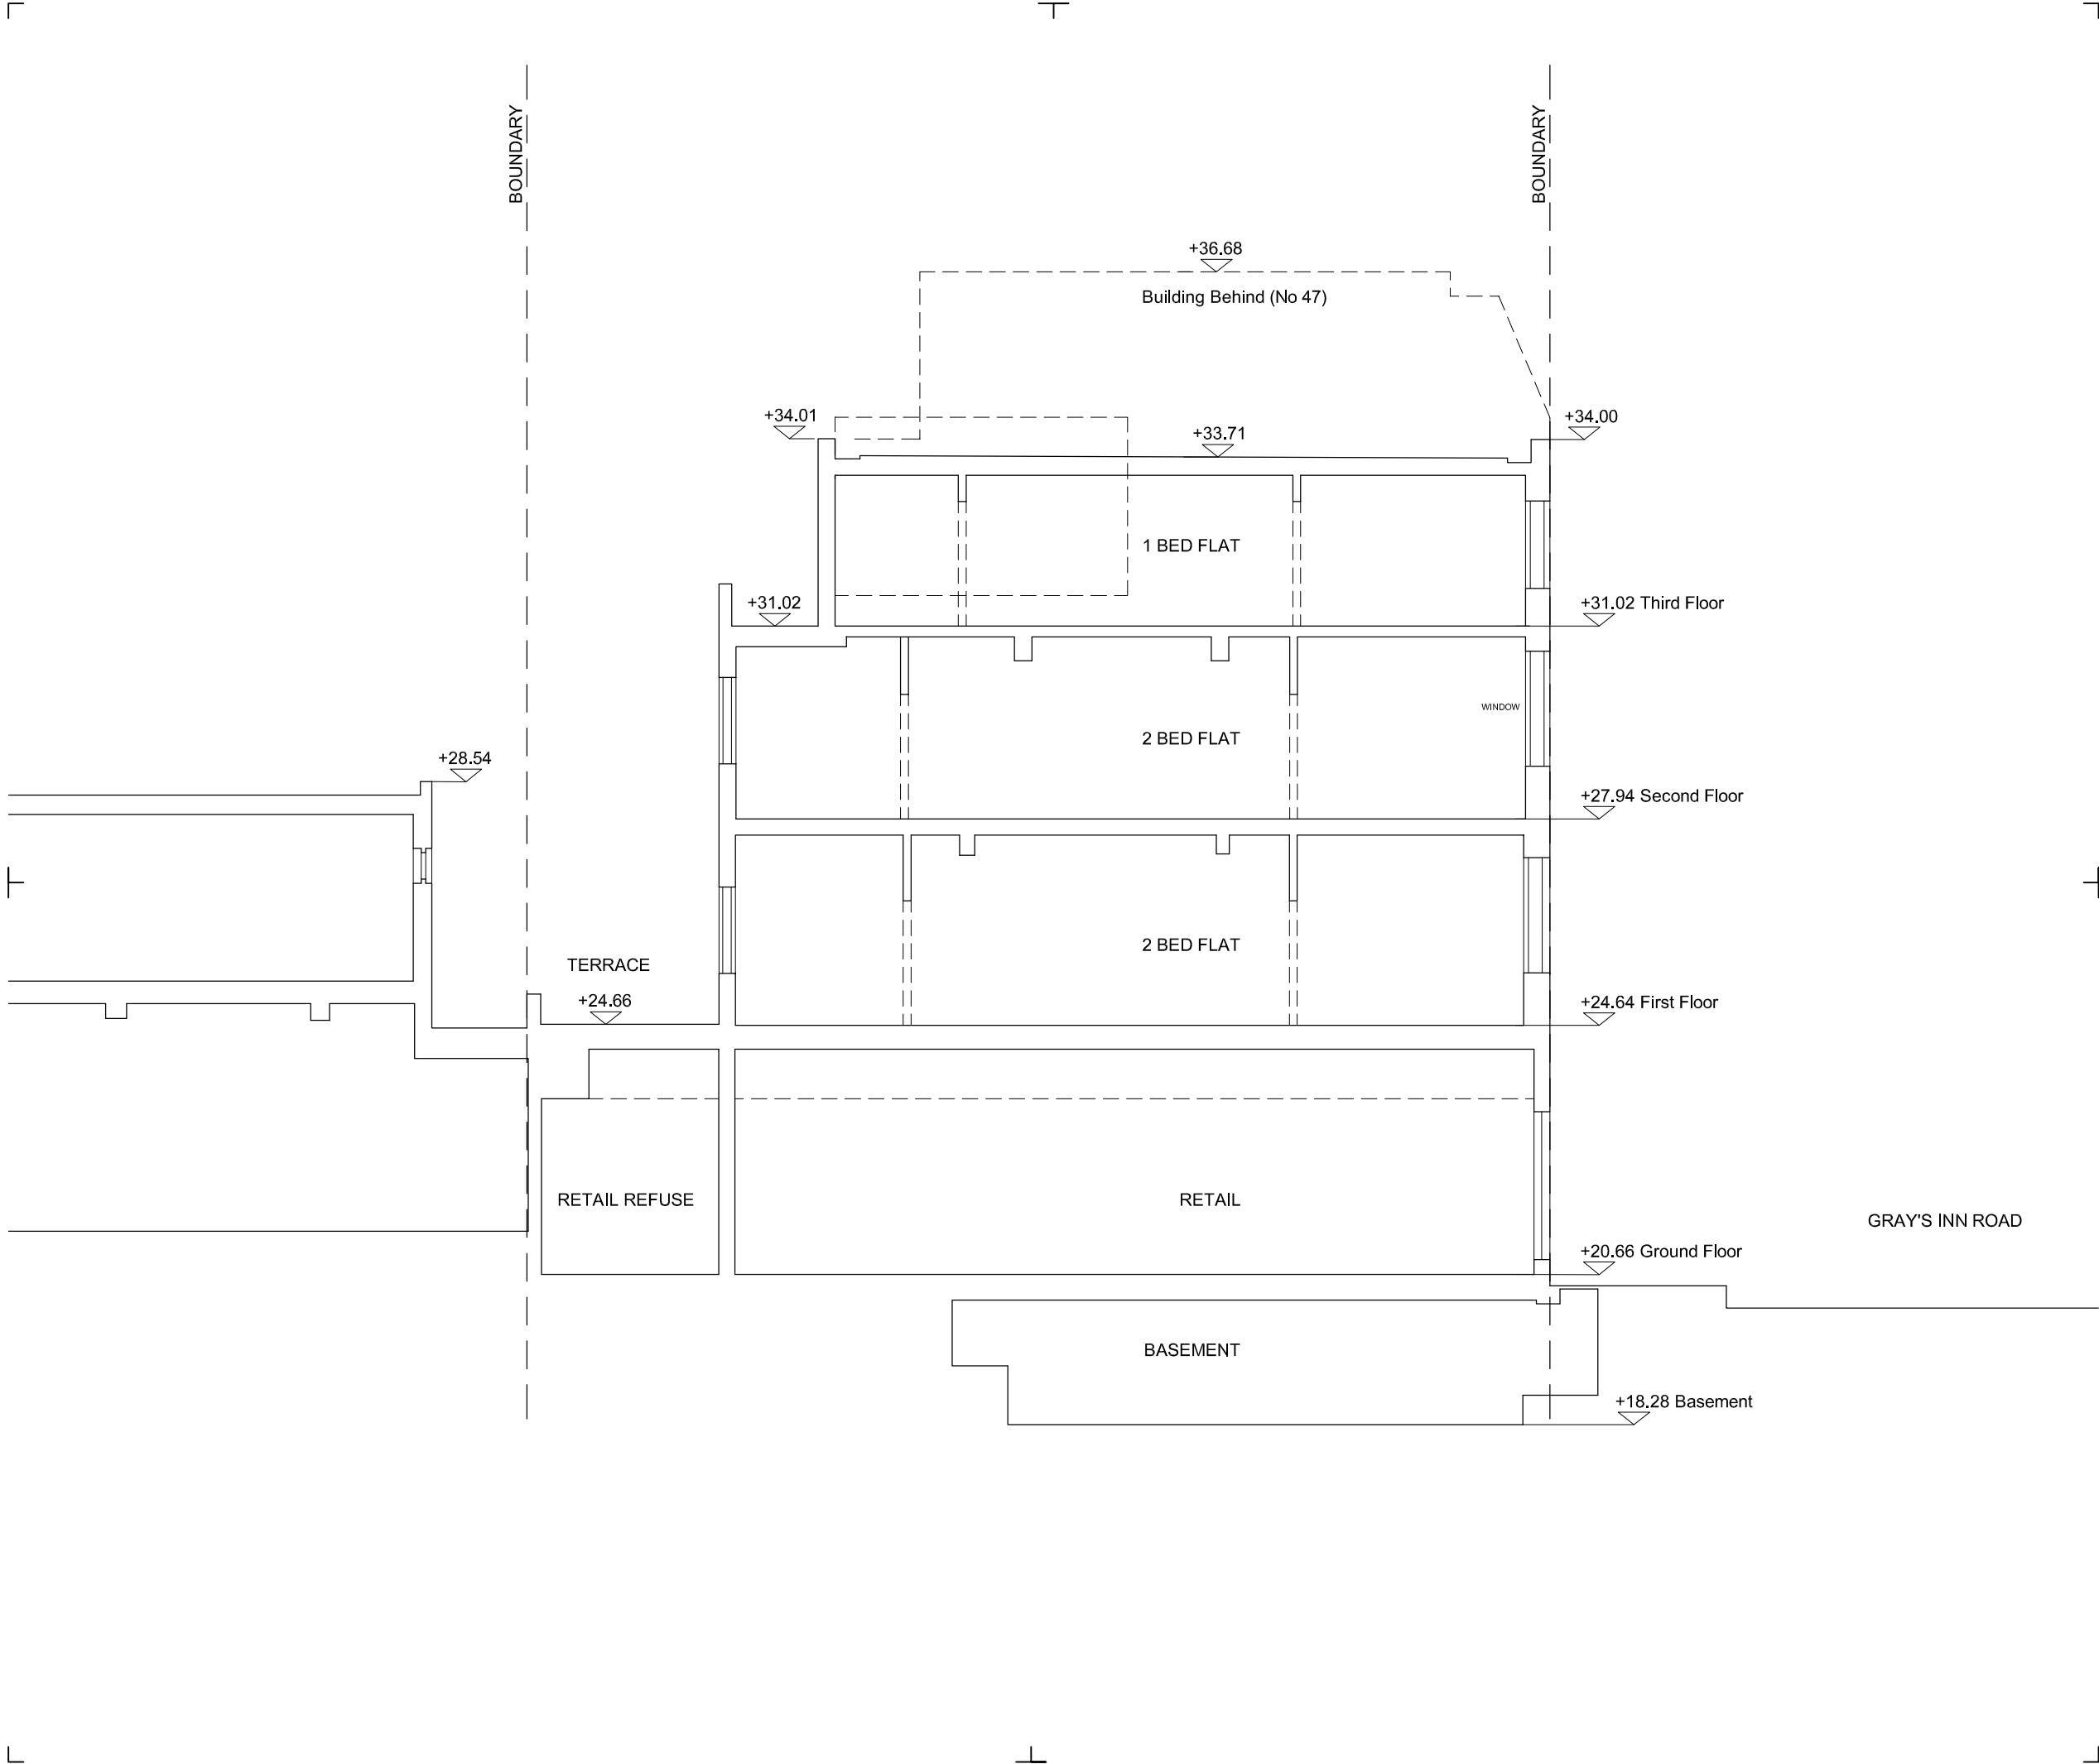 BOUNDARY
BOUNDARY
+36.68
Building Behind (No 47)
+34.01
+33.71
+34.00
1 BED FLAT
+31.02
+31.02 Third Floor
WINDOW
2 BED FLAT
+28.54
+27.94 Second Floor
2 BED FLAT
TERRACE
+24.66
+24.64 First Floor
RETAIL REFUSE
RETAIL
GRAY'S INN ROAD
+20.66 Ground Floor
BASEMENT
+18.28 Basement